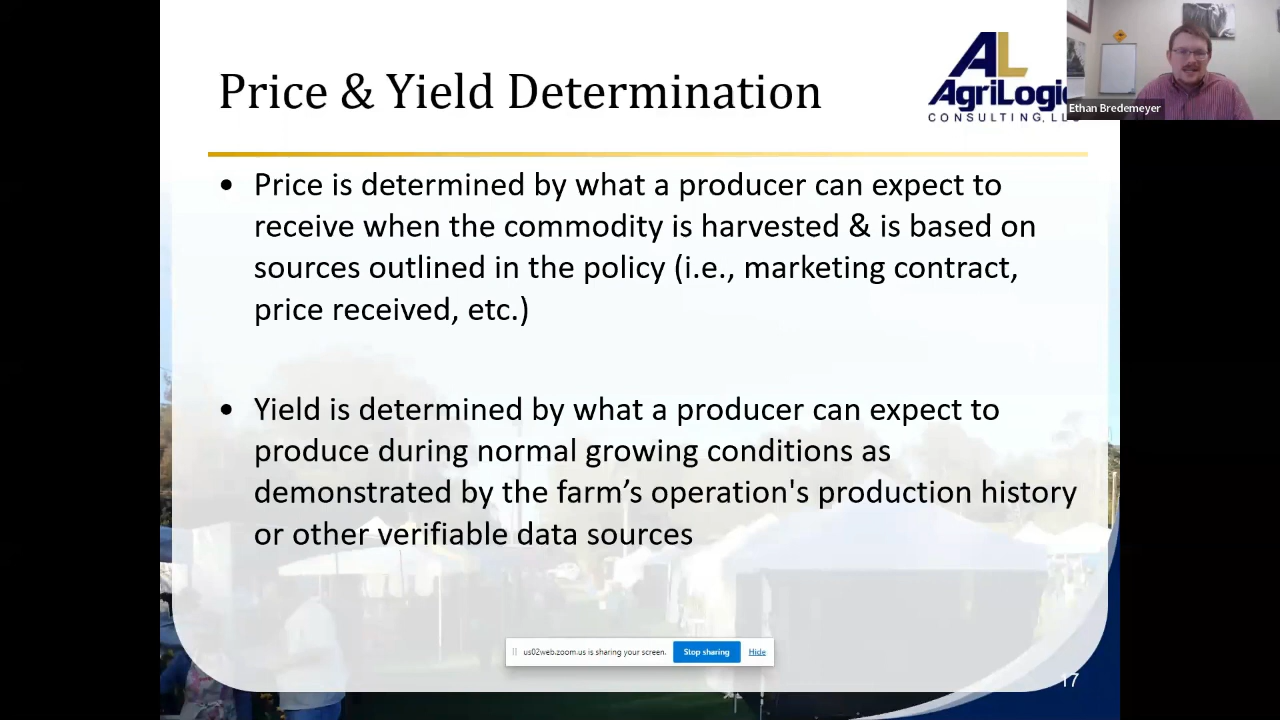 Price & Yield Determination
AL
AgriLogic
CONSULTING, LLC
Ethan Bredemeyer
• Price is determined by what a producer can expect to
receive when the commodity is harvested & is based on
sources outlined in the policy (i.e., marketing contract,
price received, etc.)
• Yield is determined by what a producer can expect to
produce during normal growing conditions as
demonstrated by the farm’s operation's production history
or other verifiable data sources
us02web.zoom.us is sharing your screen.
Stop sharing
Hide
17